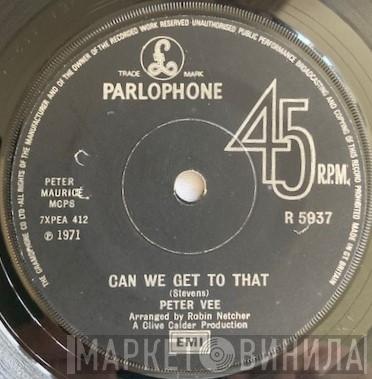 THE GRAMOPHONE CO LTD·ALL RIGHTS OF THE MANUFACTURER AND OF THE OWNER OF THE RECORDED WORK RESERVED·UNAUTHORISED PUBLIC PERFORMANCE BROADCASTING AND COPYING OF THIS RECORD PROHIBITED·MADE IN GT BRITAIN
£
TRADE MARK
PARLOPHONE
45 R.P.M.
PETER
MAURICE
MCPS
7XPEA 412
℗ 1971
R 5937
CAN WE GET TO THAT
(Stevens)
PETER VEE
Arranged by Robin Netcher
A Clive Calder Production
EMI
МАРКЕТ ВИНИЛА